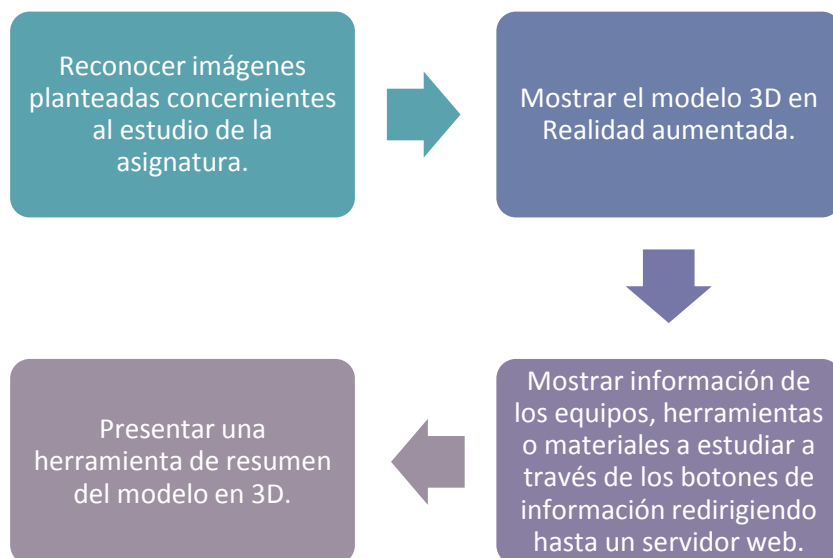 Reconocer imágenes
planteadas concernientes
al estudio de la
asignatura.
Mostrar el modelo 3D en
Realidad aumentada.
Mostrar información de
los equipos, herramientas
o materiales a estudiar a
través de los botones de
información redirigiendo
hasta un servidor web.
Presentar una
herramienta de resumen
del modelo en 3D.